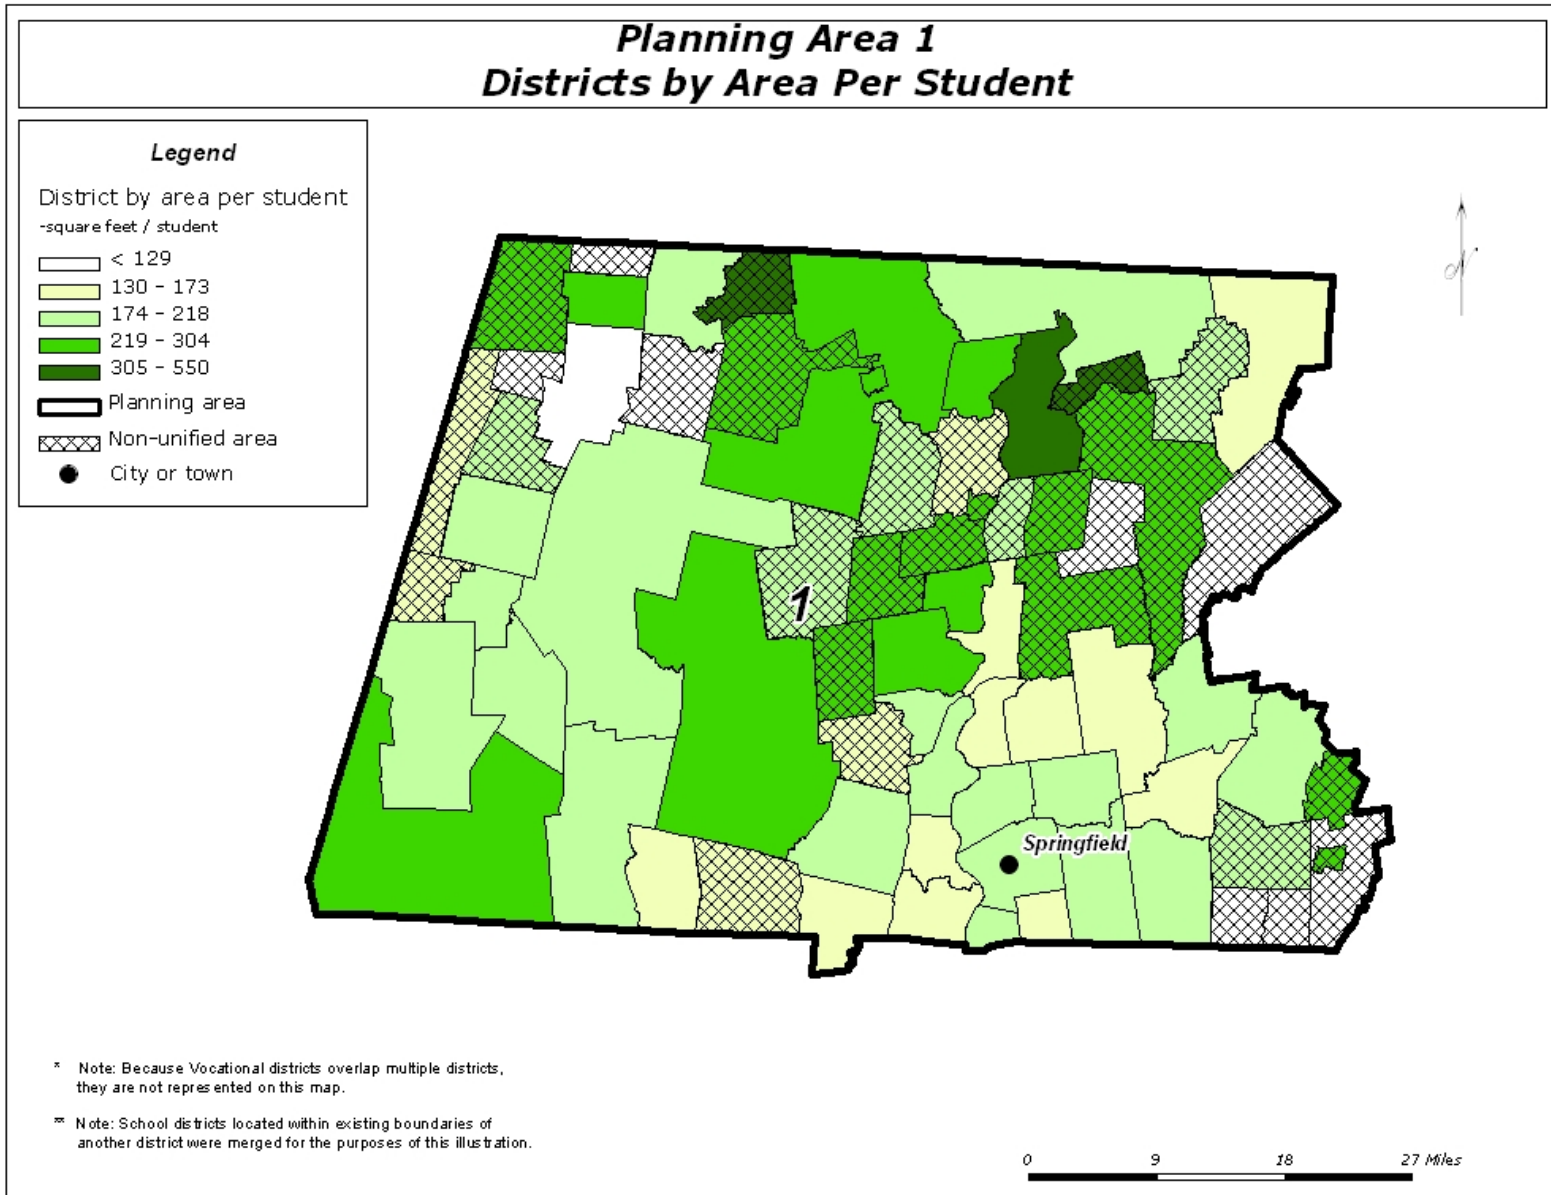 Planning Area 1
Districts by Area Per Student
Legend
District by area per student
-square feet / student
< 129
130 - 173
174 - 218
219 - 304
305 - 550
Planning area
Non-unified area
City or town
N
1
Springfield
* Note: Because Vocational districts overlap multiple districts,
they are not represented on this map.
** Note: School districts located within existing boundaries of
another district were merged for the purposes of this illustration.
0 9 18 27 Miles